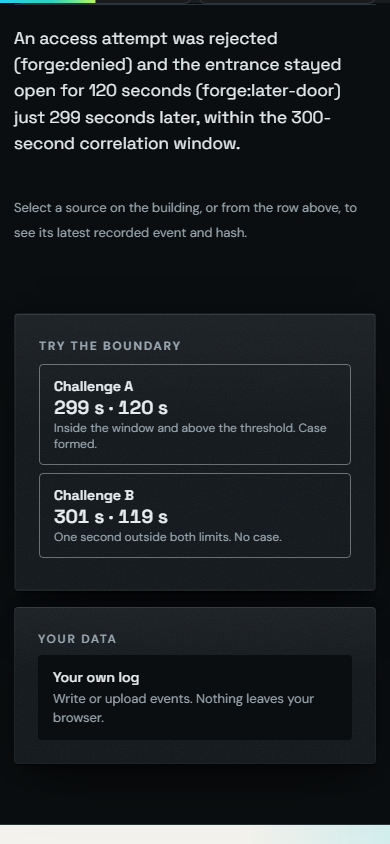 An access attempt was rejected
(forge:denied) and the entrance stayed
open for 120 seconds (forge:later-door)
just 299 seconds later, within the 300-
second correlation window.
Select a source on the building, or from the row above, to
see its latest recorded event and hash.
TRY THE BOUNDARY
Challenge A
299 s · 120 s
Inside the window and above the threshold. Case
formed.
Challenge B
301 s · 119 s
One second outside both limits. No case.
YOUR DATA
Your own log
Write or upload events. Nothing leaves your
browser.